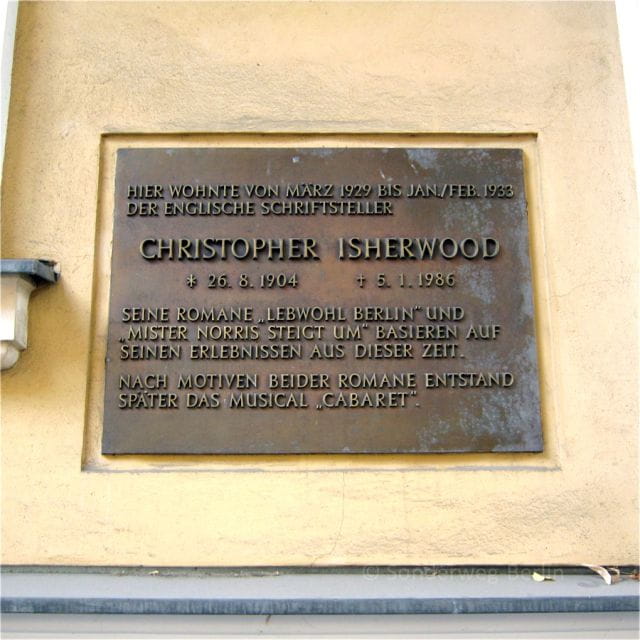 HIER WOHNTE VON MÄRZ 1929 BIS JAN./FEB. 1933
DER ENGLISCHE SCHRIFTSTELLER
CHRISTOPHER ISHERWOOD
* 26. 8. 1904 † 5. 1. 1986
SEINE ROMANE „LEBWOHL BERLIN" UND
„MISTER NORRIS STEIGT UM" BASIEREN AUF
SEINEN ERLEBNISSEN AUS DIESER ZEIT.
NACH MOTIVEN BEIDER ROMANE ENTSTAND
SPÄTER DAS MUSICAL „CABARET".
© Berlin